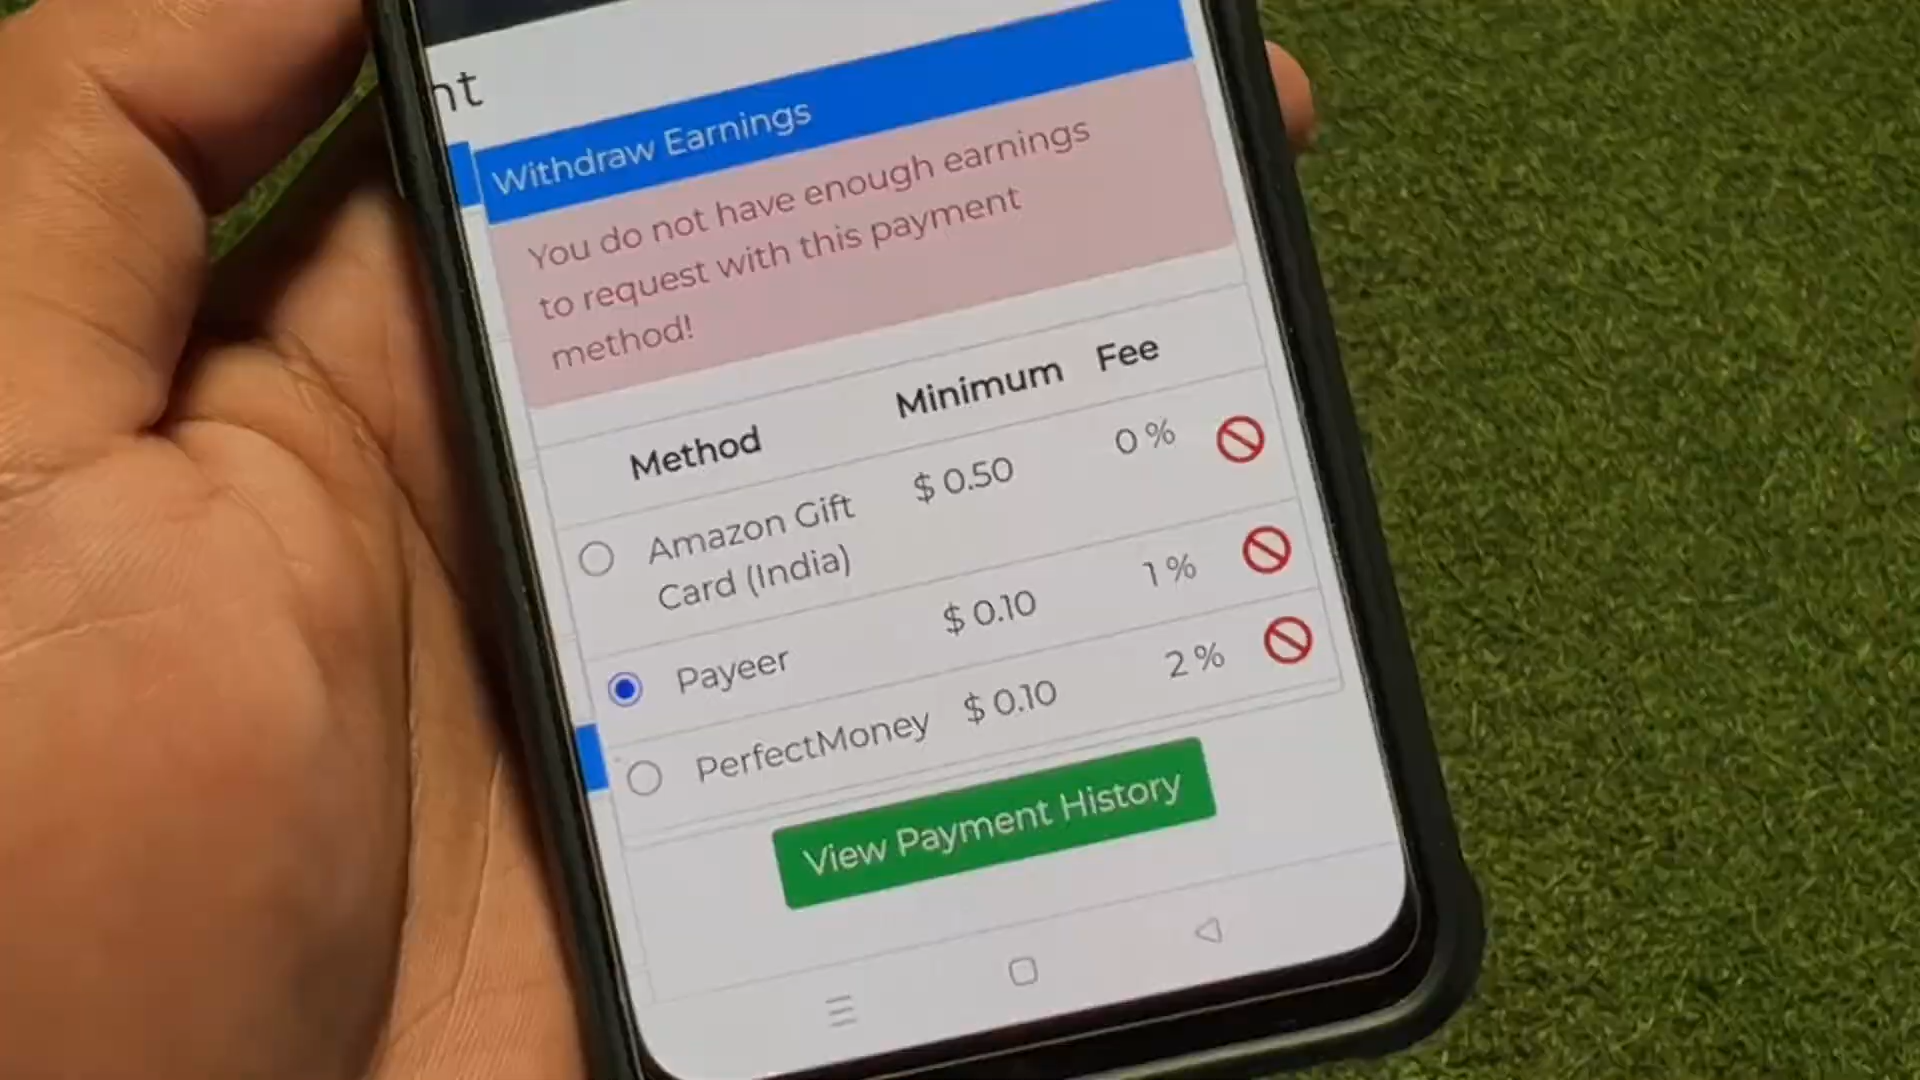 nt
Withdraw Earnings
You do not have enough earnings
to request with this payment
method!
Method Minimum Fee
Amazon Gift
Card (India) $ 0.50 0 %
Payeer $ 0.10 1 %
PerfectMoney $ 0.10 2 %
View Payment History